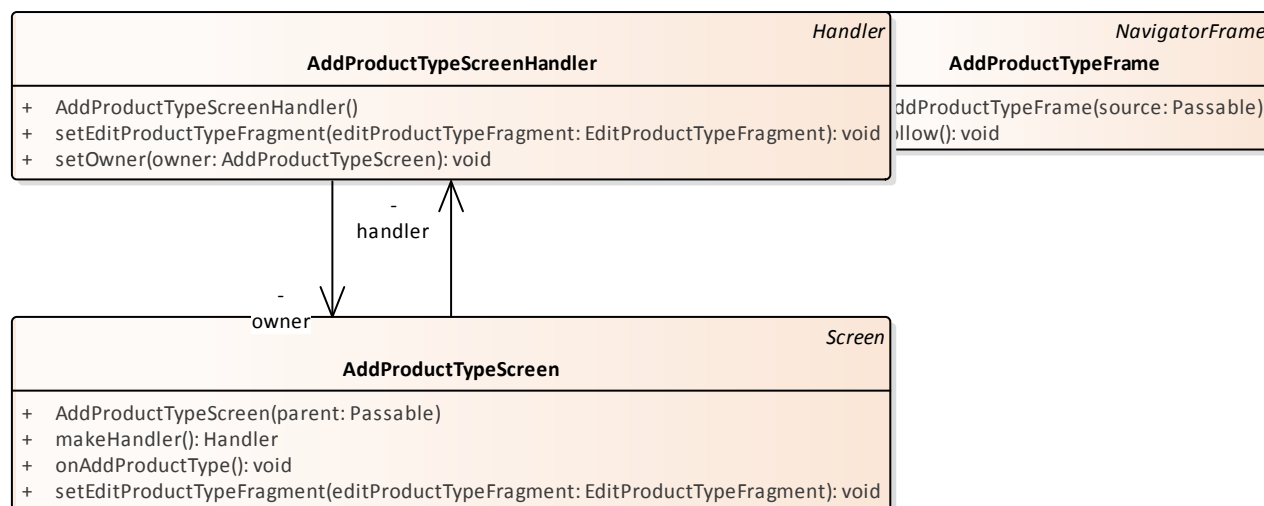 Handler
AddProductTypeScreenHandler
+ AddProductTypeScreenHandler()
+ setEditProductTypeFragment(editProductTypeFragment: EditProductTypeFragment): void
+ setOwner(owner: AddProductTypeScreen): void
NavigatorFrame
AddProductTypeFrame
ddProductTypeFrame(source: Passable)
ollow(): void
-
handler
-
owner
Screen
AddProductTypeScreen
+ AddProductTypeScreen(parent: Passable)
+ makeHandler(): Handler
+ onAddProductType(): void
+ setEditProductTypeFragment(editProductTypeFragment: EditProductTypeFragment): void